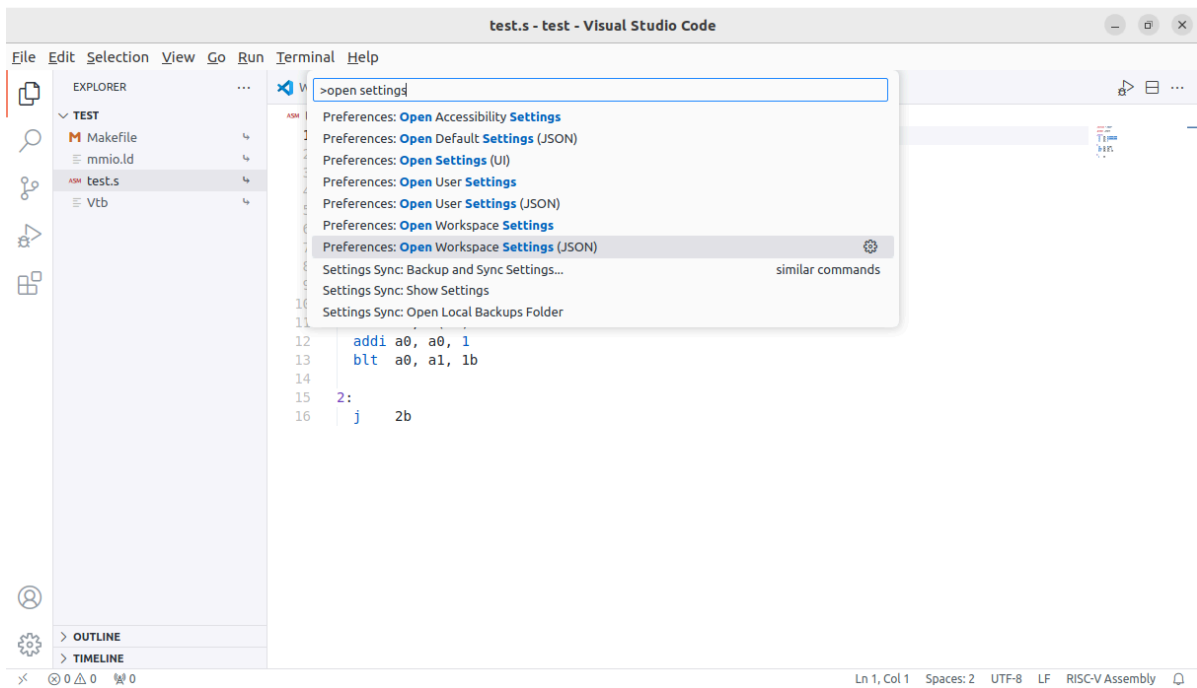 test.s - test - Visual Studio Code
File Edit Selection View Go Run Terminal Help
EXPLORER
TEST
Makefile
mmio.ld
ASM test.s
Vtb
OUTLINE
TIMELINE
>open settings
Preferences: Open Accessibility Settings
Preferences: Open Default Settings (JSON)
Preferences: Open Settings (UI)
Preferences: Open User Settings
Preferences: Open User Settings (JSON)
Preferences: Open Workspace Settings
Preferences: Open Workspace Settings (JSON)
Settings Sync: Backup and Sync Settings... similar commands
Settings Sync: Show Settings
Settings Sync: Open Local Backups Folder
ASM
12 addi a0, a0, 1
13 blt a0, a1, 1b
14
15 2:
16 j 2b
0 0 0 Ln 1, Col 1 Spaces: 2 UTF-8 LF RISC-V Assembly